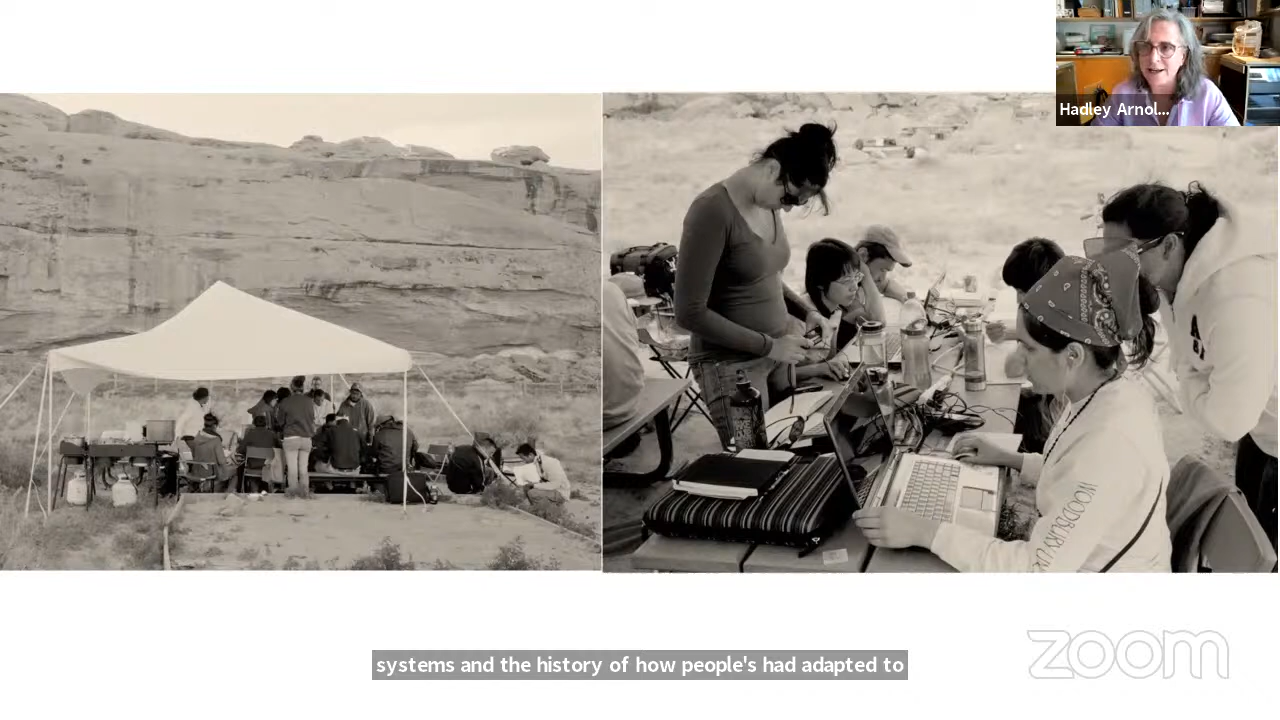 Hadley Arnol...
WOODBURY U
systems and the history of how people's had adapted to
zoom